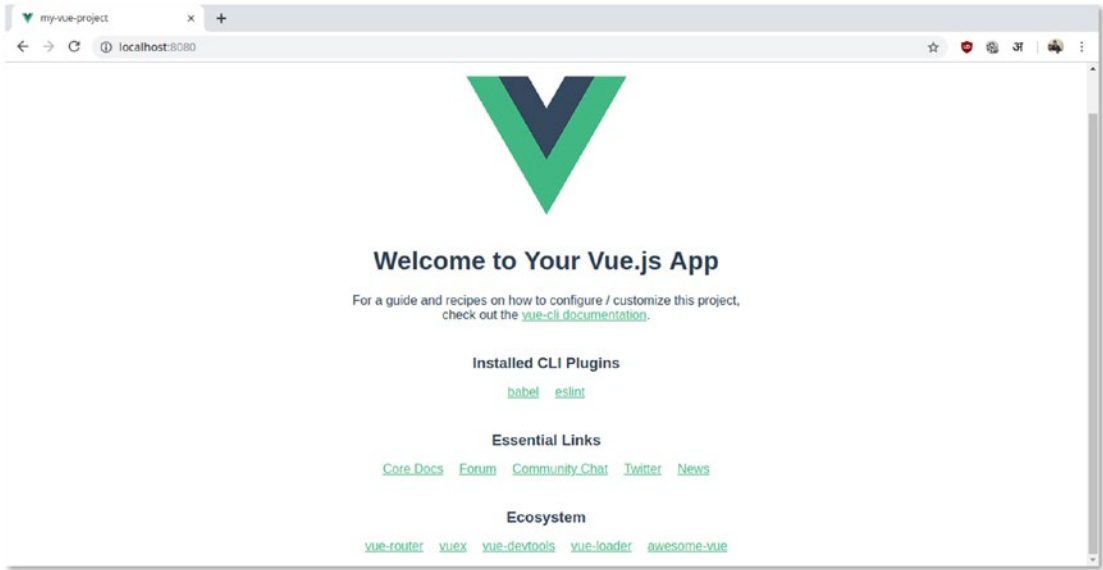 my-vue-project
localhost:8080
अ
Welcome to Your Vue.js App
For a guide and recipes on how to configure / customize this project,
check out the vue-cli documentation.
Installed CLI Plugins
babel eslint
Essential Links
Core Docs Forum Community Chat Twitter News
Ecosystem
vue-router vuex vue-devtools vue-loader awesome-vue